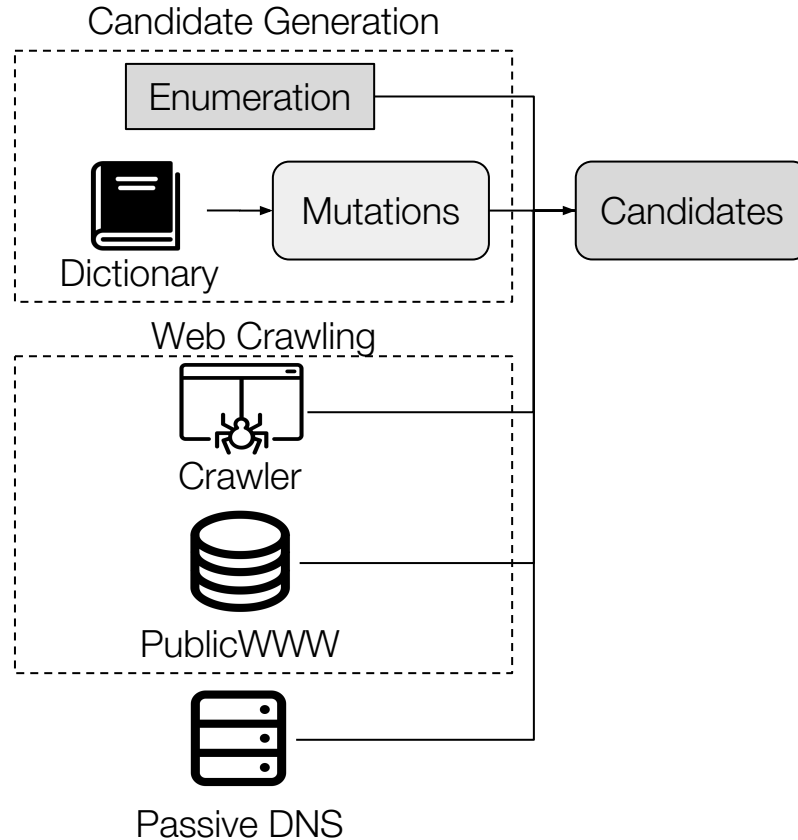 Candidate Generation
Enumeration
Mutations
Candidates
Dictionary
Web Crawling
Crawler
PublicWWW
Passive DNS